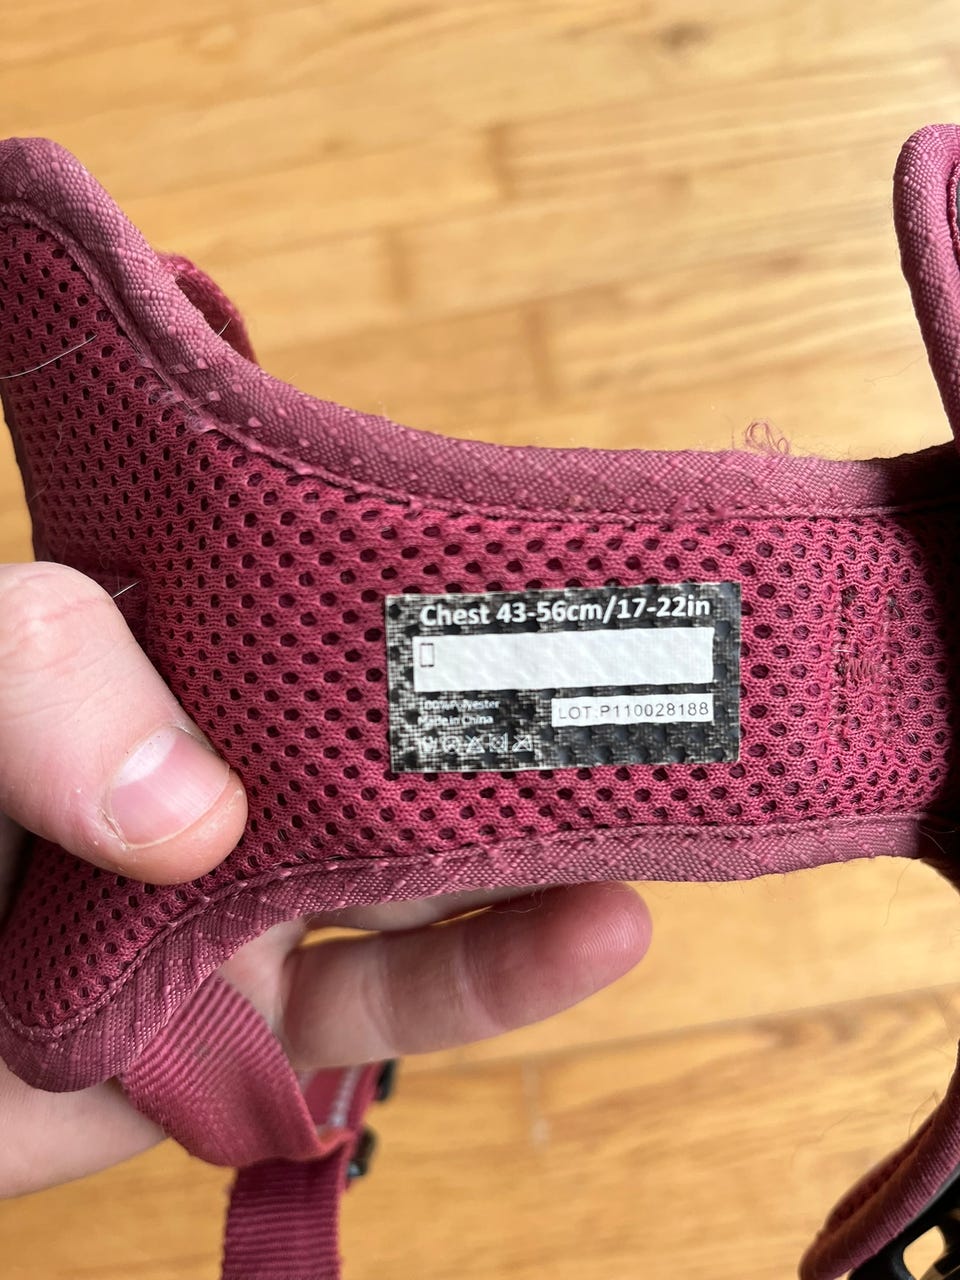 Chest 43-56cm/17-22in
100%Polyester
Made in China
LOT.P110028188